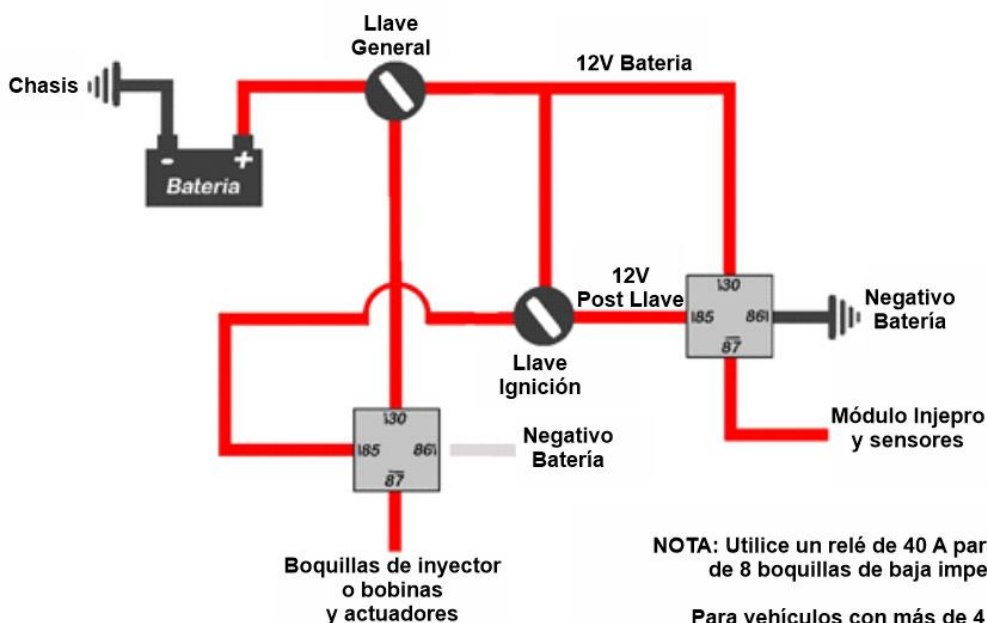 Llave
General
Chasis
12V Bateria
- +
Bateria
12V
Post Llave
30
85 86
87
Negativo
Batería
Llave
Ignición
Módulo Injepro
y sensores
30
85 86
87
Negativo
Batería
Boquillas de inyector
o bobinas
y actuadores
NOTA: Utilice un relé de 40 A
de 8 boquillas de baja
Para vehículos con más de 4